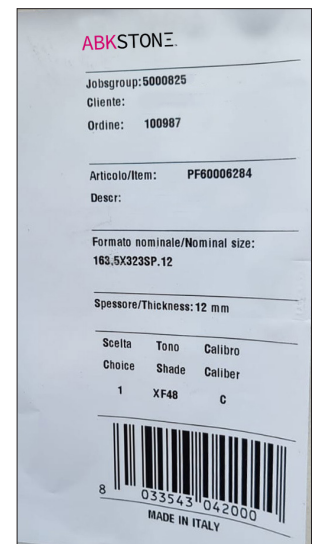 ABKSTONE
Jobsgroup:5000825
Cliente:
Ordine: 100987
Articolo/Item: PF60006284
Descr:
Formato nominale/Nominal size:
163,5X323SP.12
Spessore/Thickness:12 mm
Scelta Tono Calibro
Choice Shade Caliber
1 XF48 C
8 033543 042000
MADE IN ITALY